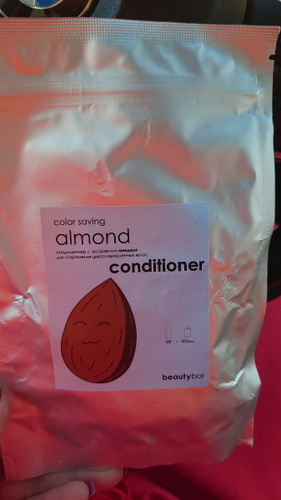 color saving
almond
кондиционер с экстрактом миндаля
для сохранения цвета окрашенных волос
conditioner
beautybar